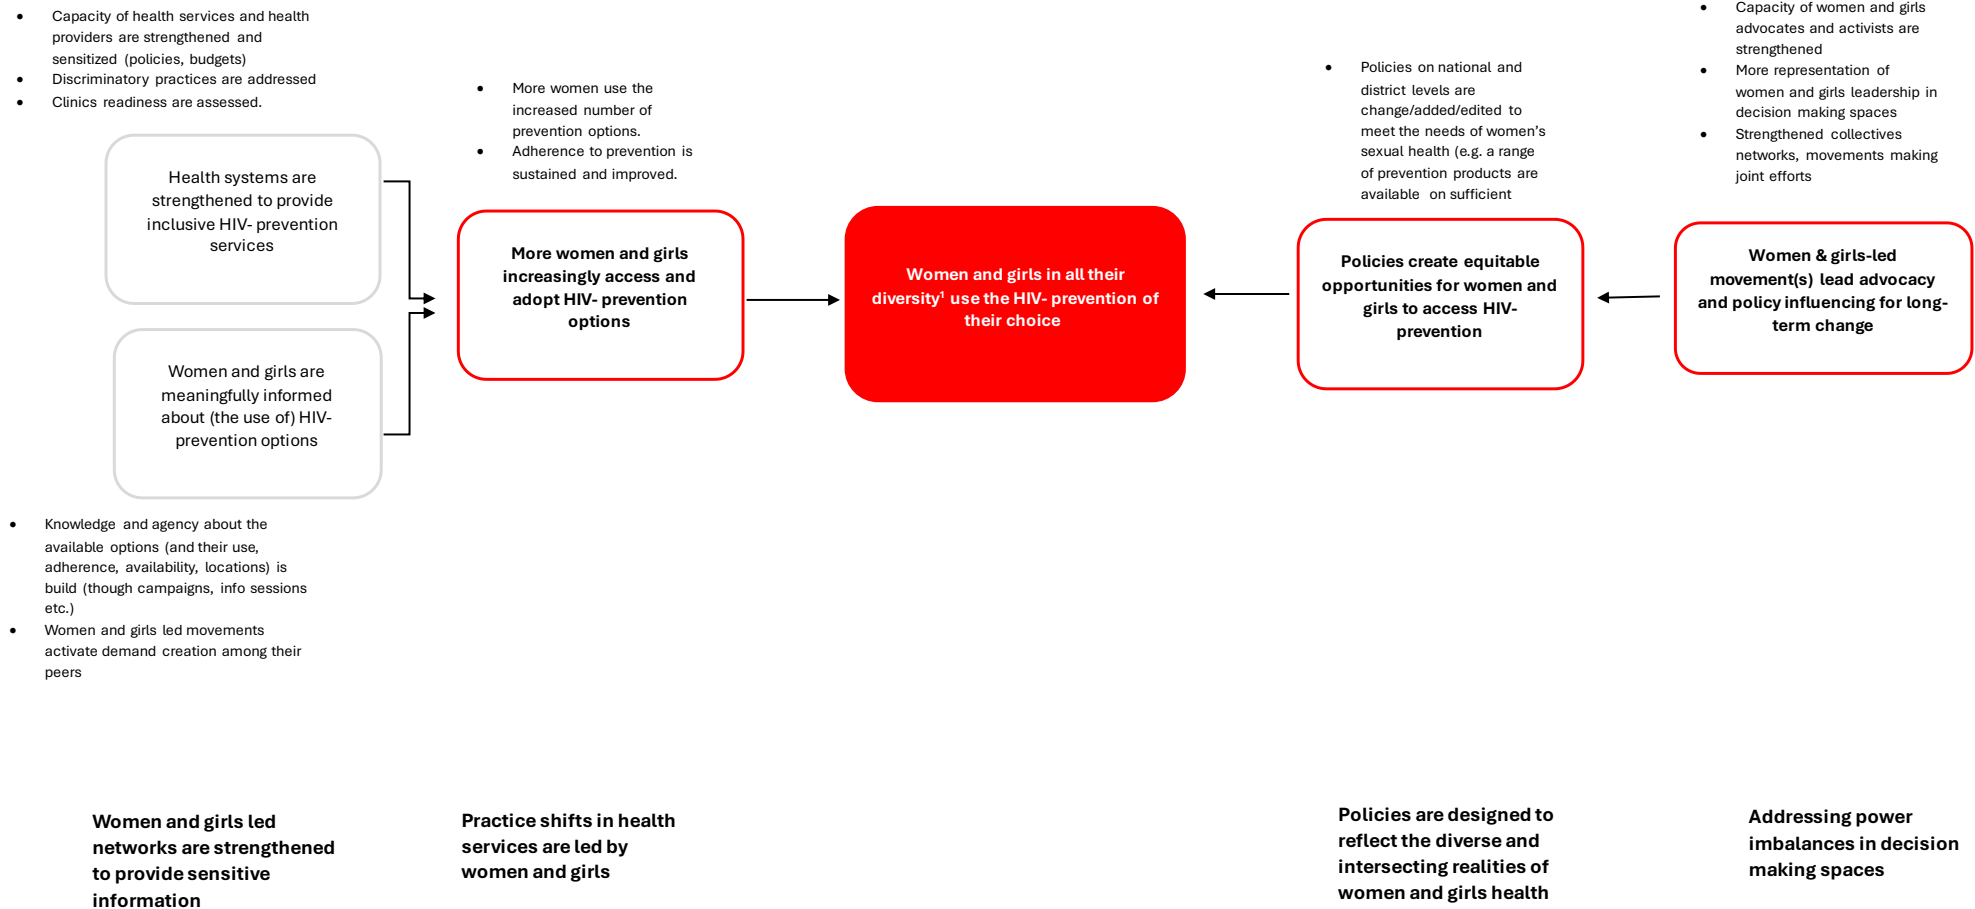 • Capacity of health services and health
providers are strengthened and
sensitized (policies, budgets)
• Discriminatory practices are addressed
• Clinics readiness are assessed.
Health systems are
strengthened to provide
inclusive HIV- prevention
services
Women and girls are
meaningfully informed
about (the use of) HIV-
prevention options
• Knowledge and agency about the
available options (and their use,
adherence, availability, locations) is
build (though campaigns, info sessions
etc.)
• Women and girls led movements
activate demand creation among their
peers
• More women use the
increased number of
prevention options.
• Adherence to prevention is
sustained and improved.
More women and girls
increasingly access and
adopt HIV- prevention
options
Women and girls in all their
diversity¹ use the HIV- prevention of
their choice
• Policies on national and
district levels are
change/added/edited to
meet the needs of women’s
sexual health (e.g. a range
of prevention products are
available on sufficient
Policies create equitable
opportunities for women and
girls to access HIV-
prevention
• Capacity of women and girls
advocates and activists are
strengthened
• More representation of
women and girls leadership in
decision making spaces
• Strengthened collectives
networks, movements making
joint efforts
Women & girls-led
movement(s) lead advocacy
and policy influencing for long-
term change
Women and girls led
networks are strengthened
to provide sensitive
information
Practice shifts in health
services are led by
women and girls
Policies are designed to
reflect the diverse and
intersecting realities of
women and girls health
Addressing power
imbalances in decision
making spaces